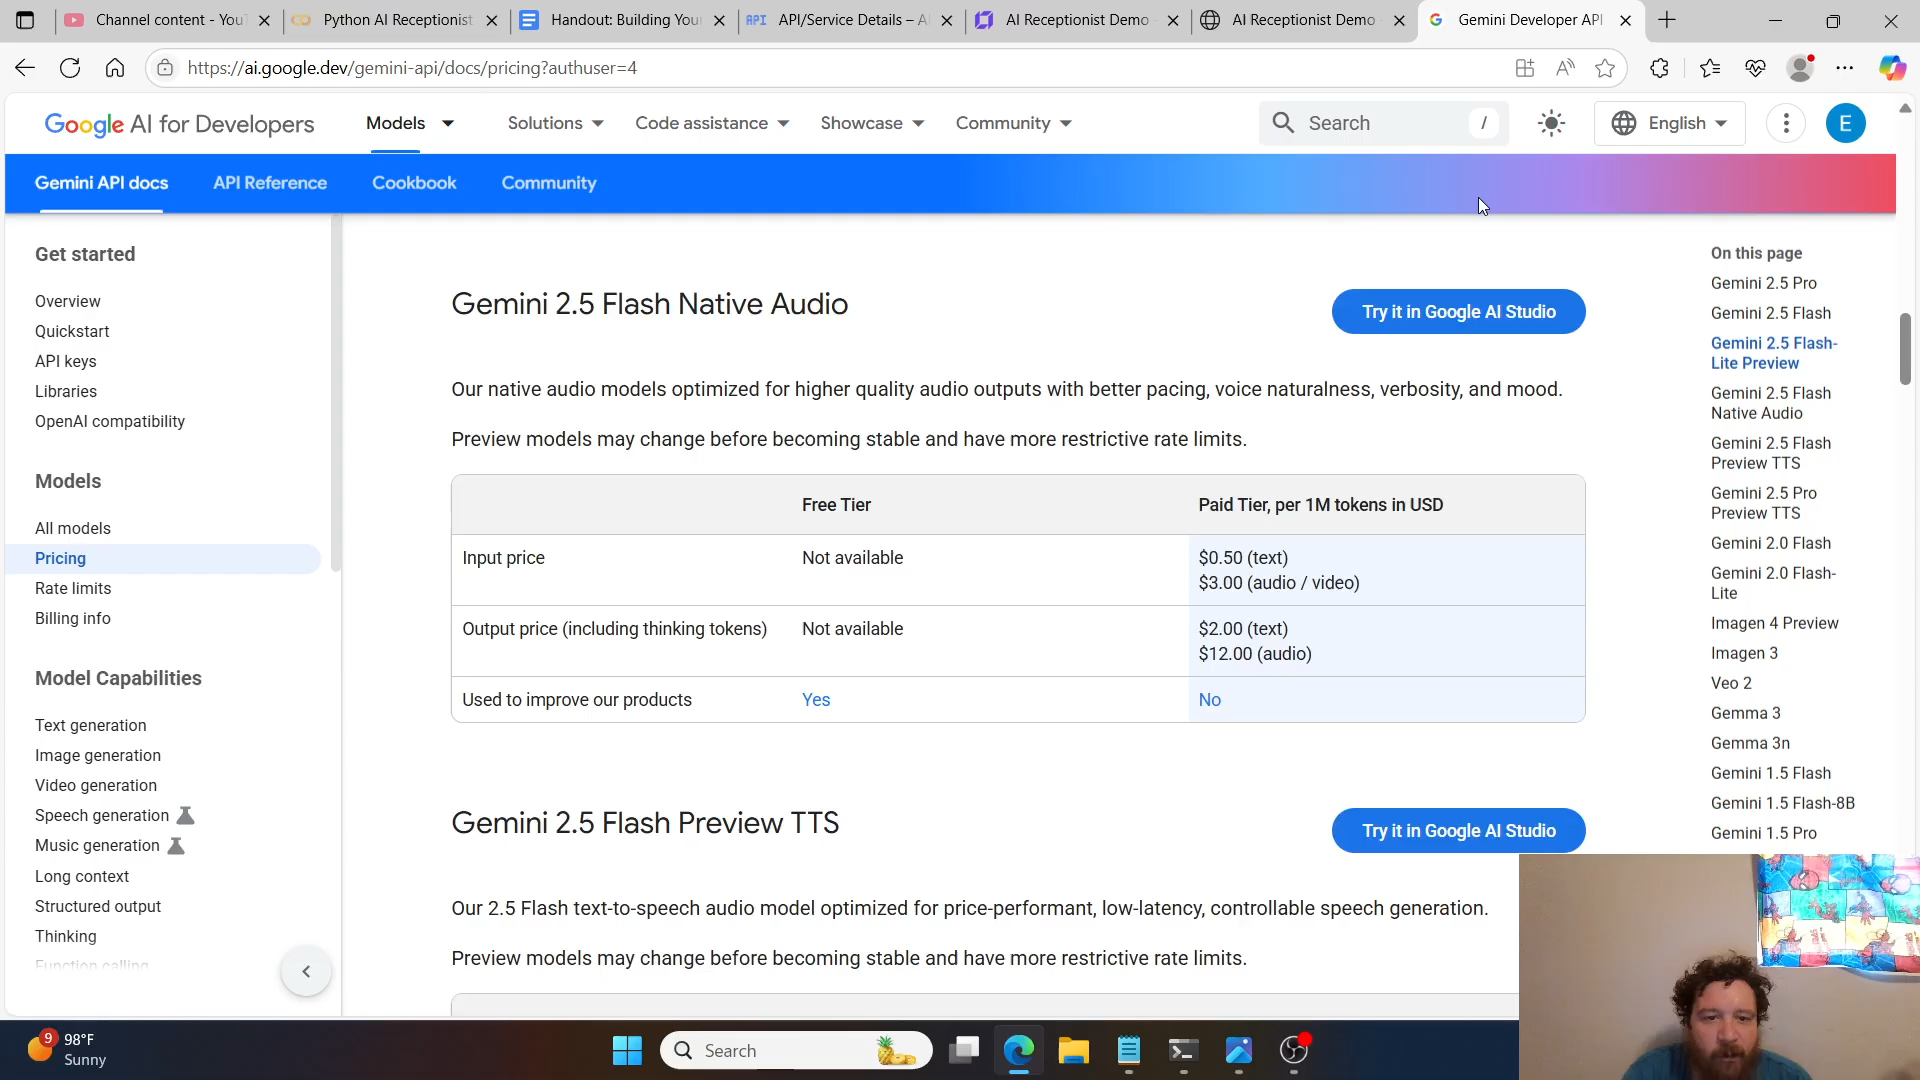 Channel content - You
Python AI Receptionist
Handout: Building You
API API/Service Details – A
AI Receptionist Demo
AI Receptionist Demo
Gemini Developer API
https://ai.google.dev/gemini-api/docs/pricing?authuser=4
Google AI for Developers
Models
Solutions
Code assistance
Showcase
Community
Search /
English
E
Gemini API docs
API Reference
Cookbook
Community
Get started
Overview
Quickstart
API keys
Libraries
OpenAI compatibility
Models
All models
Pricing
Rate limits
Billing info
Model Capabilities
Text generation
Image generation
Video generation
Speech generation
Music generation
Long context
Structured output
Thinking
Function calling
Gemini 2.5 Flash Native Audio
Try it in Google AI Studio
Our native audio models optimized for higher quality audio outputs with better pacing, voice naturalness, verbosity, and mood.
Preview models may change before becoming stable and have more restrictive rate limits.
Free Tier
Paid Tier, per 1M tokens in USD
Input price
Not available
$0.50 (text)
$3.00 (audio / video)
Output price (including thinking tokens)
Not available
$2.00 (text)
$12.00 (audio)
Used to improve our products
Yes
No
Gemini 2.5 Flash Preview TTS
Try it in Google AI Studio
Our 2.5 Flash text-to-speech audio model optimized for price-performant, low-latency, controllable speech generation.
Preview models may change before becoming stable and have more restrictive rate limits.
On this page
Gemini 2.5 Pro
Gemini 2.5 Flash
Gemini 2.5 Flash-
Lite Preview
Gemini 2.5 Flash
Native Audio
Gemini 2.5 Flash
Preview TTS
Gemini 2.5 Pro
Preview TTS
Gemini 2.0 Flash
Gemini 2.0 Flash-
Lite
Imagen 4 Preview
Imagen 3
Veo 2
Gemma 3
Gemma 3n
Gemini 1.5 Flash
Gemini 1.5 Flash-8B
Gemini 1.5 Pro
9
98°F
Sunny
Search